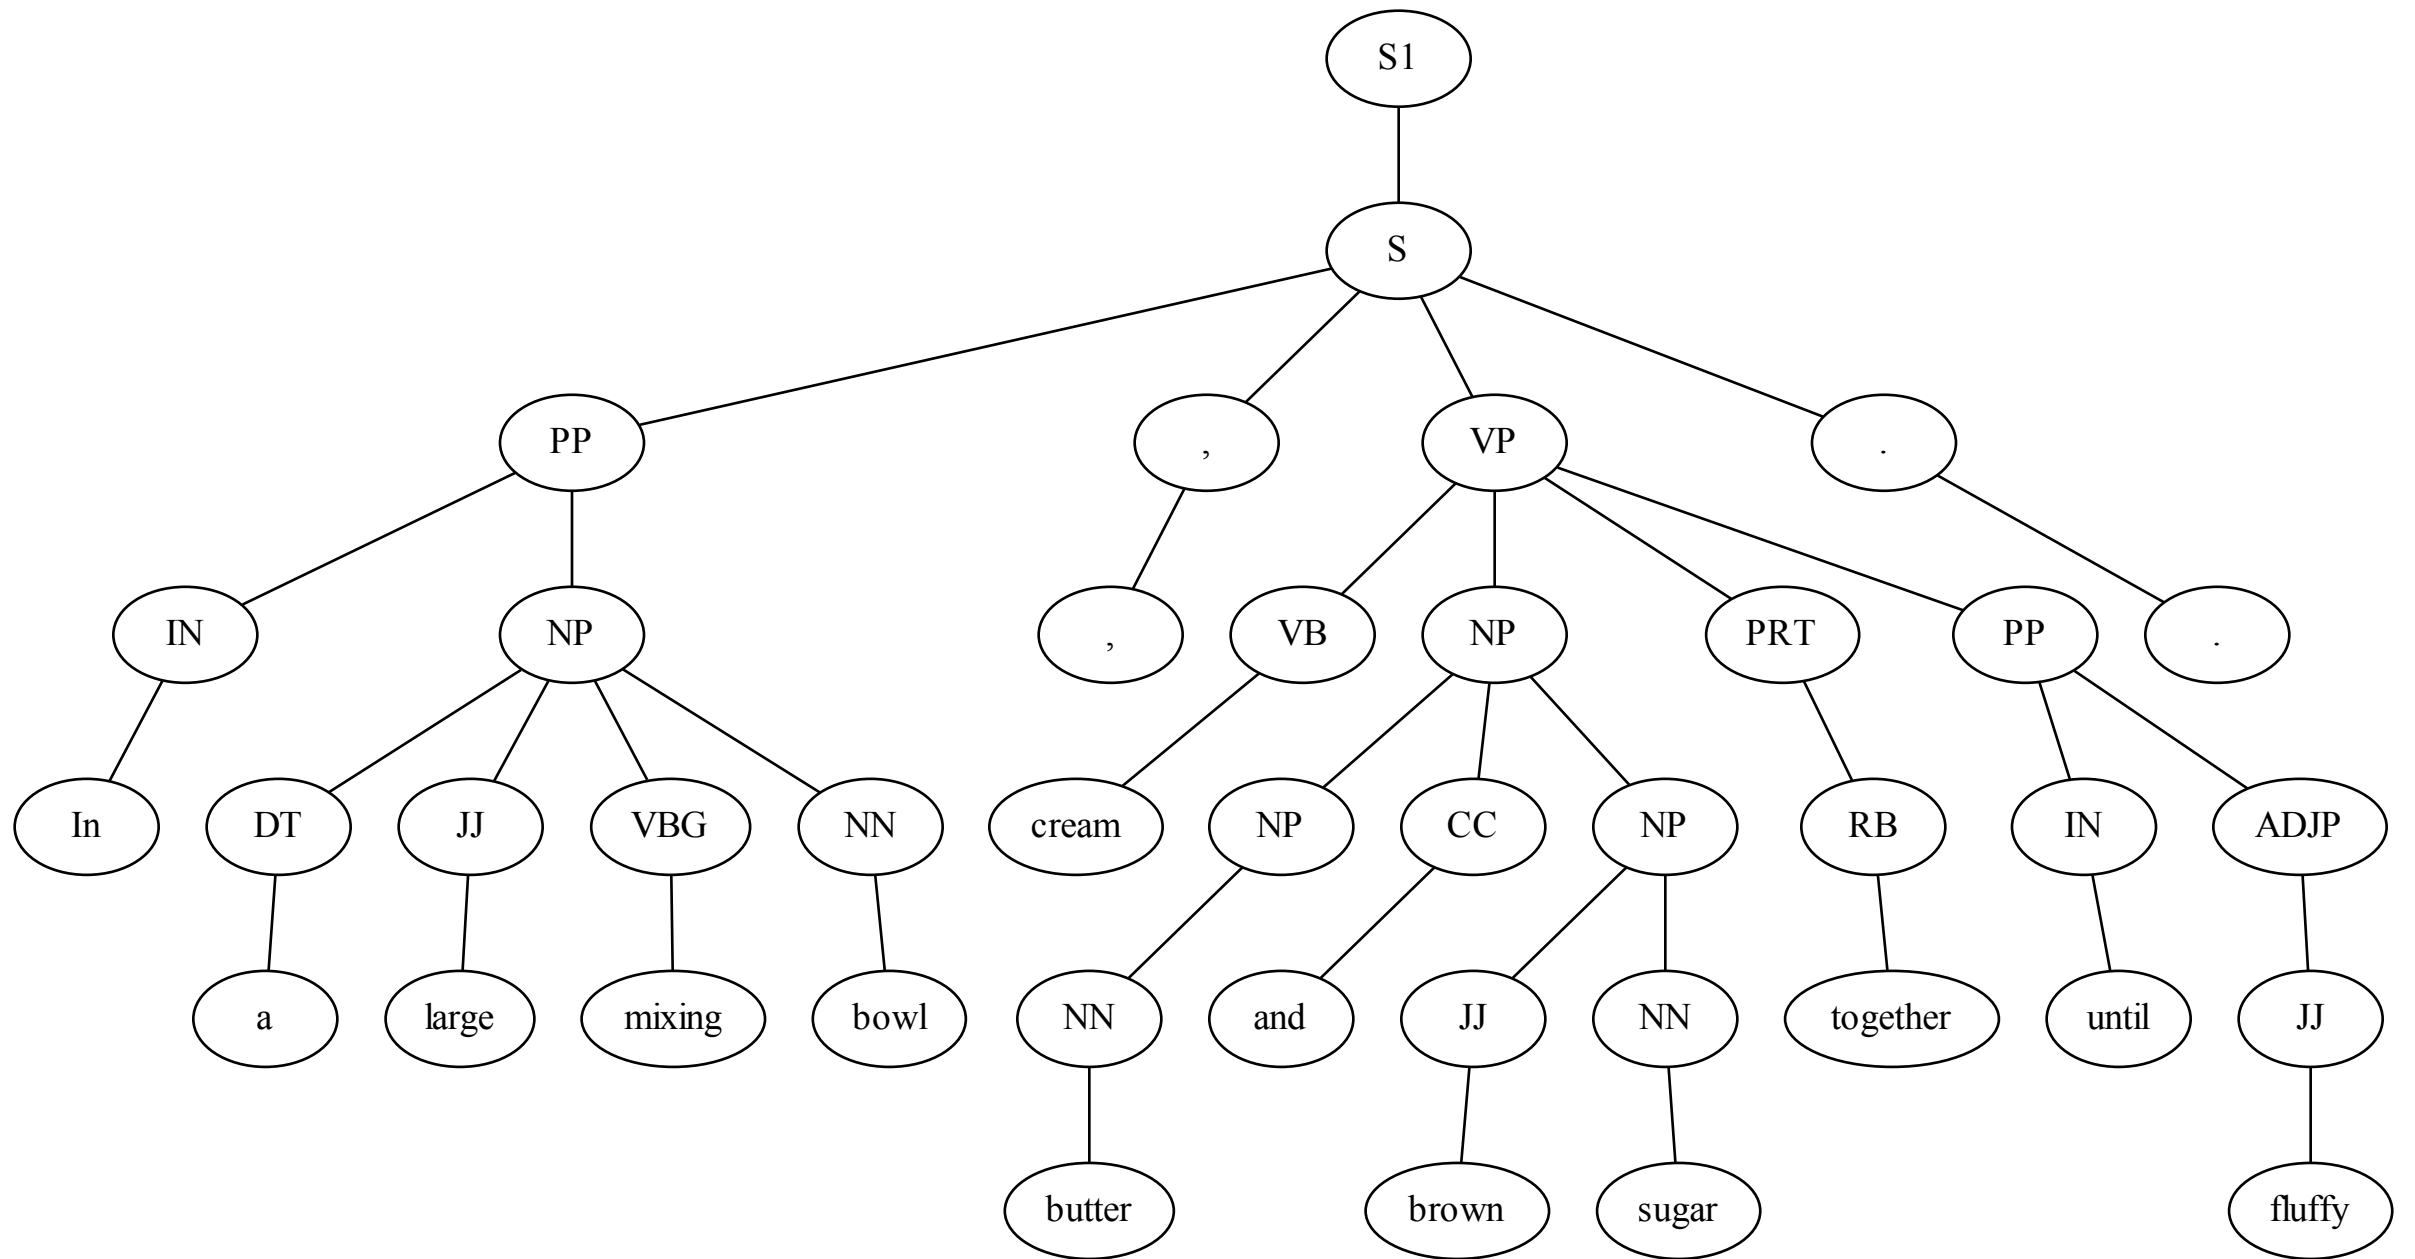 S1
S
PP , VP .
IN NP , VB NP PRT PP .
In DT JJ VBG NN cream NP CC NP RB IN ADJP
a large mixing bowl NN and JJ NN together until JJ
butter brown sugar fluffy